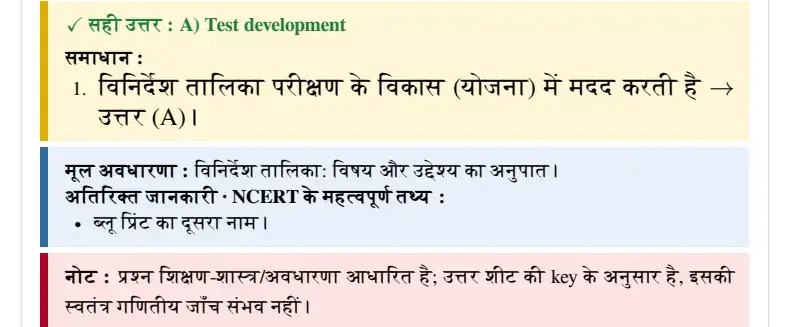 ✓ सही उत्तर : A) Test development
समाधान :
1. विनिर्देश तालिका परीक्षण के विकास (योजना) में मदद करती है →
उत्तर (A)।
मूल अवधारणा : विनिर्देश तालिका: विषय और उद्देश्य का अनुपात।
अतिरिक्त जानकारी · NCERT के महत्वपूर्ण तथ्य :
• ब्लू प्रिंट का दूसरा नाम।
नोट : प्रश्न शिक्षण-शास्त्र/अवधारणा आधारित है; उत्तर शीट की key के अनुसार है, इसकी
स्वतंत्र गणितीय जाँच संभव नहीं।